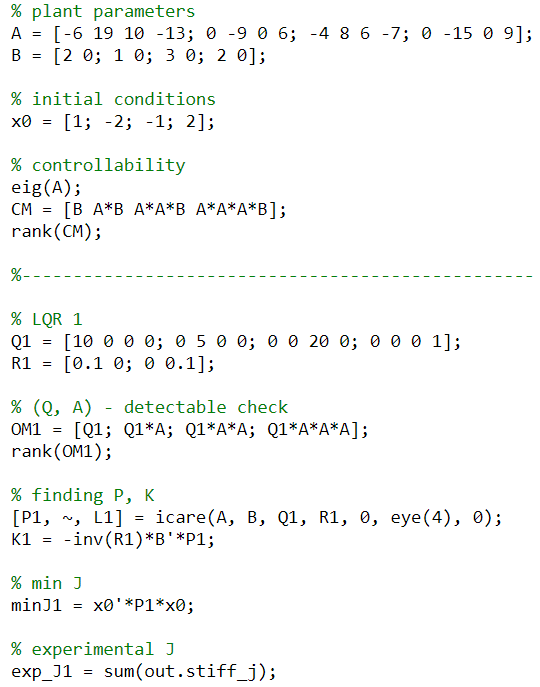 % plant parameters
A = [-6 19 10 -13; 0 -9 0 6; -4 8 6 -7; 0 -15 0 9];
B = [2 0; 1 0; 3 0; 2 0];
% initial conditions
x0 = [1; -2; -1; 2];
% controllability
eig(A);
CM = [B A*B A*A*B A*A*A*B];
rank(CM);
%--------------------------------------------------
% LQR 1
Q1 = [10 0 0 0; 0 5 0 0; 0 0 20 0; 0 0 0 1];
R1 = [0.1 0; 0 0.1];
% (Q, A) - detectable check
OM1 = [Q1; Q1*A; Q1*A*A; Q1*A*A*A];
rank(OM1);
% finding P, K
[P1, ~, L1] = icare(A, B, Q1, R1, 0, eye(4), 0);
K1 = -inv(R1)*B'*P1;
% min J
minJ1 = x0'*P1*x0;
% experimental J
exp_J1 = sum(out.stiff_j);